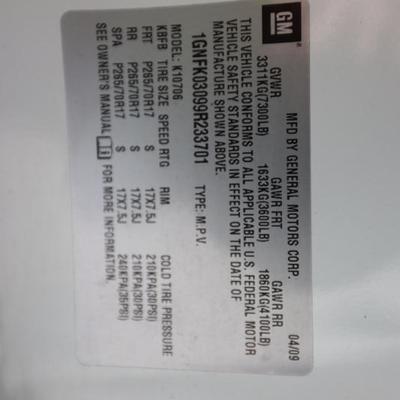 GM
MFD BY GENERAL MOTORS CORP. 04/09
GVWR GAWR FRT GAWR RR
3311KG(7300LB) 1633KG(3600LB) 1860KG(4100LB)
THIS VEHICLE CONFORMS TO ALL APPLICABLE U.S. FEDERAL MOTOR
VEHICLE SAFETY STANDARDS IN EFFECT ON THE DATE OF
MANUFACTURE SHOWN ABOVE.
1GNFK03099R233701 TYPE: M.P.V.
MODEL: K10706
KBFB TIRE SIZE SPEED RTG RIM COLD TIRE PRESSURE
FRT P265/70R17 S 17X7.5J 210KPA(30PSI)
RR P265/70R17 S 17X7.5J 210KPA(30PSI)
SPA P265/70R17 S 17X7.5J 240KPA(35PSI)
SEE OWNER'S MANUAL FOR MORE INFORMATION.